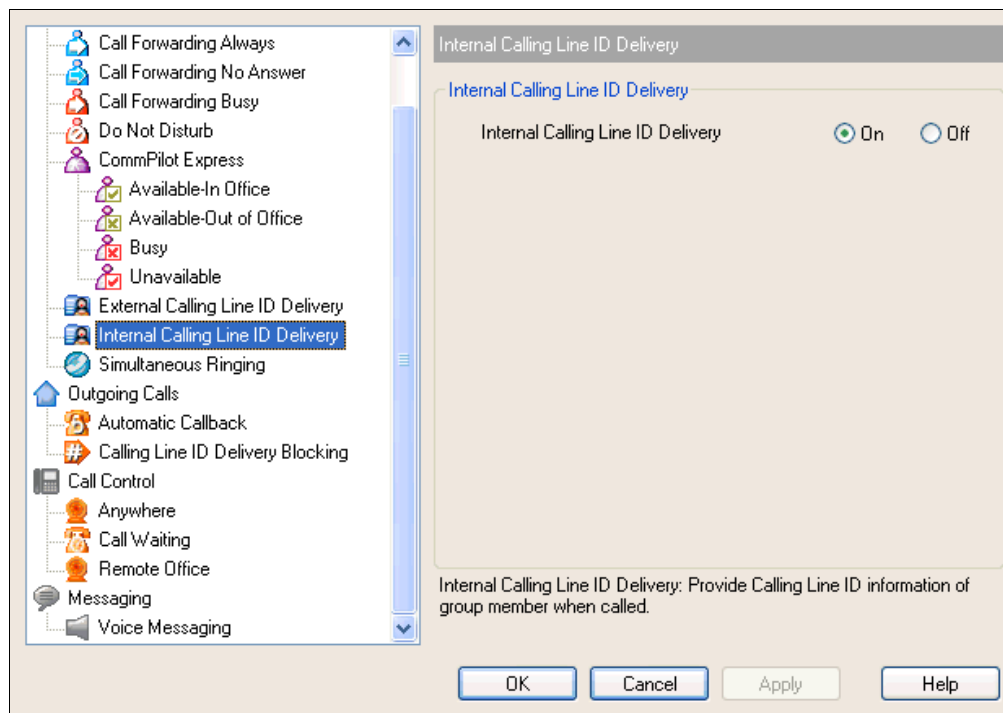 Call Forwarding Always
Call Forwarding No Answer
Call Forwarding Busy
Do Not Disturb
CommPilot Express
Available-In Office
Available-Out of Office
Busy
Unavailable
External Calling Line ID Delivery
Internal Calling Line ID Delivery
Simultaneous Ringing
Outgoing Calls
Automatic Callback
Calling Line ID Delivery Blocking
Call Control
Anywhere
Call Waiting
Remote Office
Messaging
Voice Messaging
Internal Calling Line ID Delivery
Internal Calling Line ID Delivery
Internal Calling Line ID Delivery On Off
Internal Calling Line ID Delivery: Provide Calling Line ID information of
group member when called.
OK Cancel Apply Help